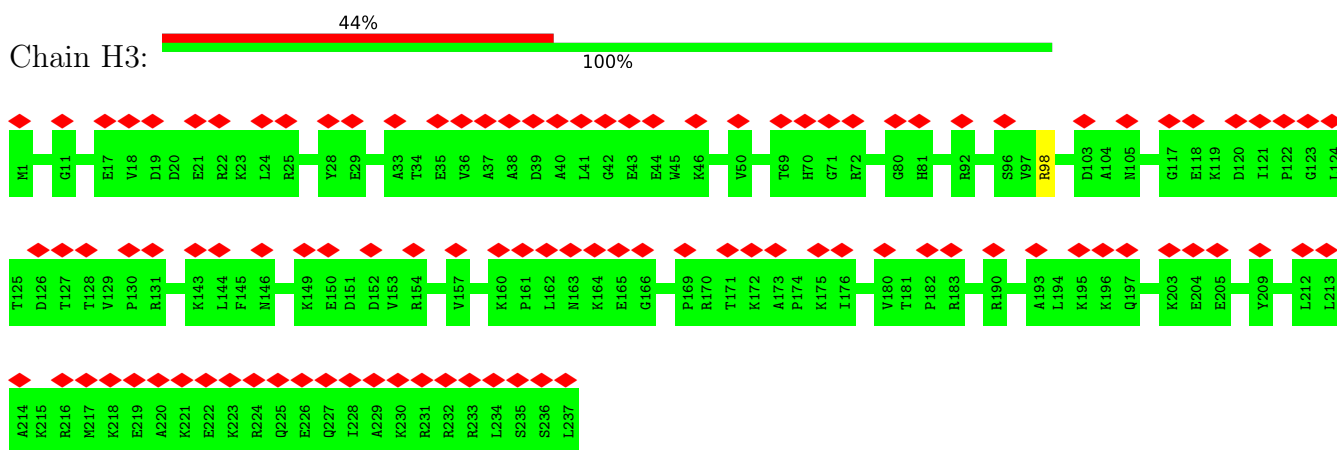 44%
Chain H3:
100%
M1 G11 E17 V18 D19 D20 E21 R22 K23 L24 R25 Y28 E29 A33 T34 E35 V36 A37 A38 D39 A40 L41 G42 E43 E44 W45 K46 V50 T69 H70 G71 R72 G80 H81 R92 S96 V97 R98 D103 A104 N105 G117 E118 K119 D120 I121 P122 G123 L124
T125 D126 T127 T128 V129 P130 R131 K143 L144 F145 N146 K149 E150 D151 D152 V153 R154 V157 K160 P161 L162 N163 K164 E165 G166 P169 R170 T171 K172 A173 P174 K175 I176 V180 T181 P182 R183 R190 A193 L194 K195 K196 Q197 K203 E204 E205 Y209 L212 L213
A214 K215 R216 M217 K218 E219 A220 K221 E222 K223 R224 Q225 E226 Q227 I228 A229 K230 R231 R232 R233 L234 S235 S236 L237